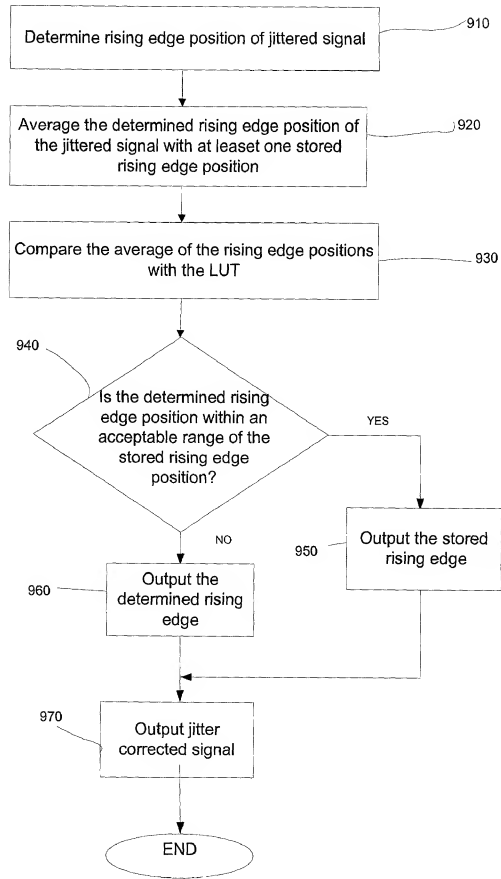 Determine rising edge position of jittered signal
910
Average the determined rising edge position of
the jittered signal with at leeast one stored
rising edge position
920
Compare the average of the rising edge positions
with the LUT
930
940
Is the determined rising
edge position within an
acceptable range of the
stored rising edge
position?
YES
NO
950
Output the stored
rising edge
960
Output the
determined rising
edge
970
Output jitter
corrected signal
END